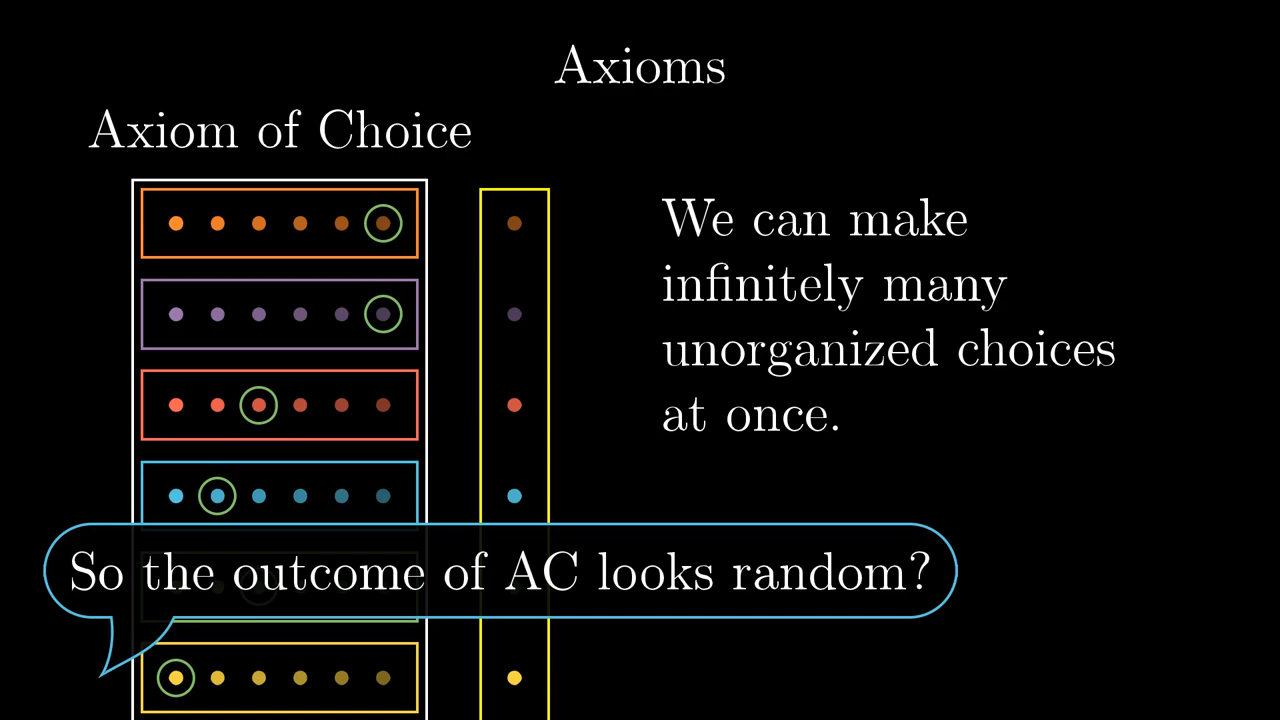 Axioms
Axiom of Choice
We can make
infinitely many
unorganized choices
at once.
So the outcome of AC looks random?